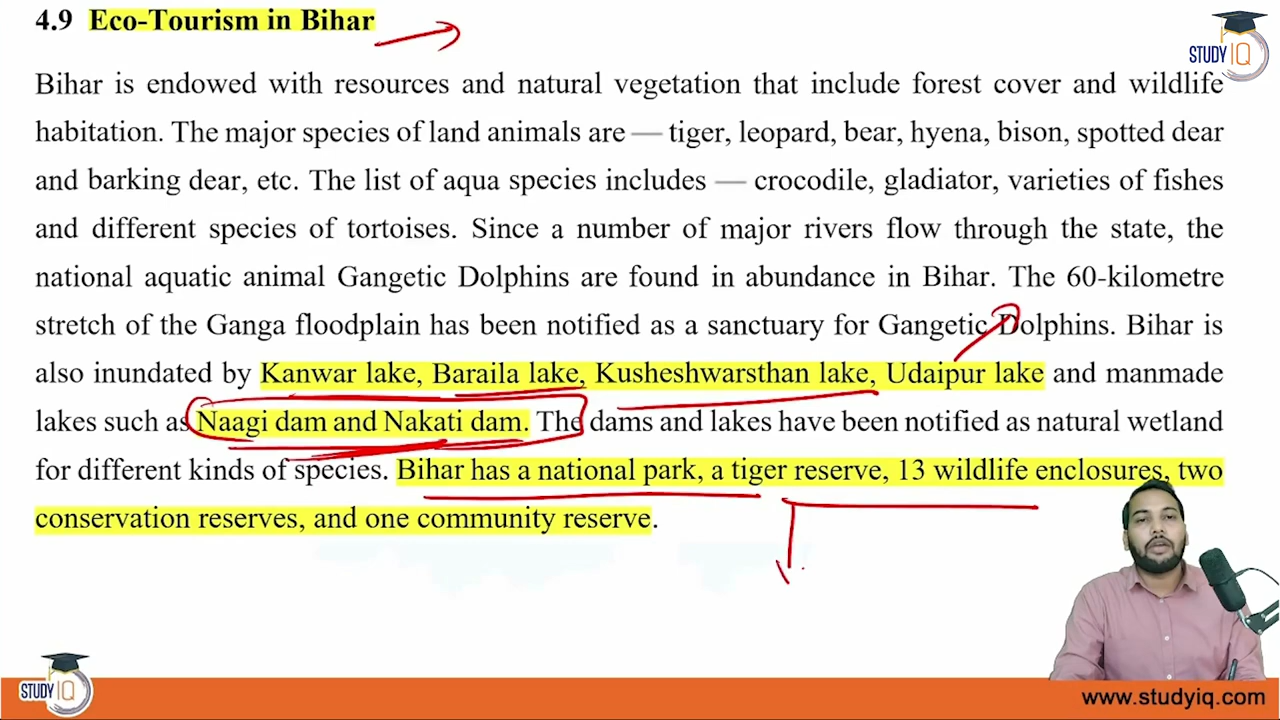 4.9 Eco-Tourism in Bihar
STUDY IQ
Bihar is endowed with resources and natural vegetation that include forest cover and wildlife
habitation. The major species of land animals are — tiger, leopard, bear, hyena, bison, spotted dear
and barking dear, etc. The list of aqua species includes — crocodile, gladiator, varieties of fishes
and different species of tortoises. Since a number of major rivers flow through the state, the
national aquatic animal Gangetic Dolphins are found in abundance in Bihar. The 60-kilometre
stretch of the Ganga floodplain has been notified as a sanctuary for Gangetic Dolphins. Bihar is
also inundated by Kanwar lake, Baraila lake, Kusheshwarsthan lake, Udaipur lake and manmade
lakes such as Naagi dam and Nakati dam. The dams and lakes have been notified as natural wetland
for different kinds of species. Bihar has a national park, a tiger reserve, 13 wildlife enclosures, two
conservation reserves, and one community reserve.
STUDY IQ
www.studyiq.com